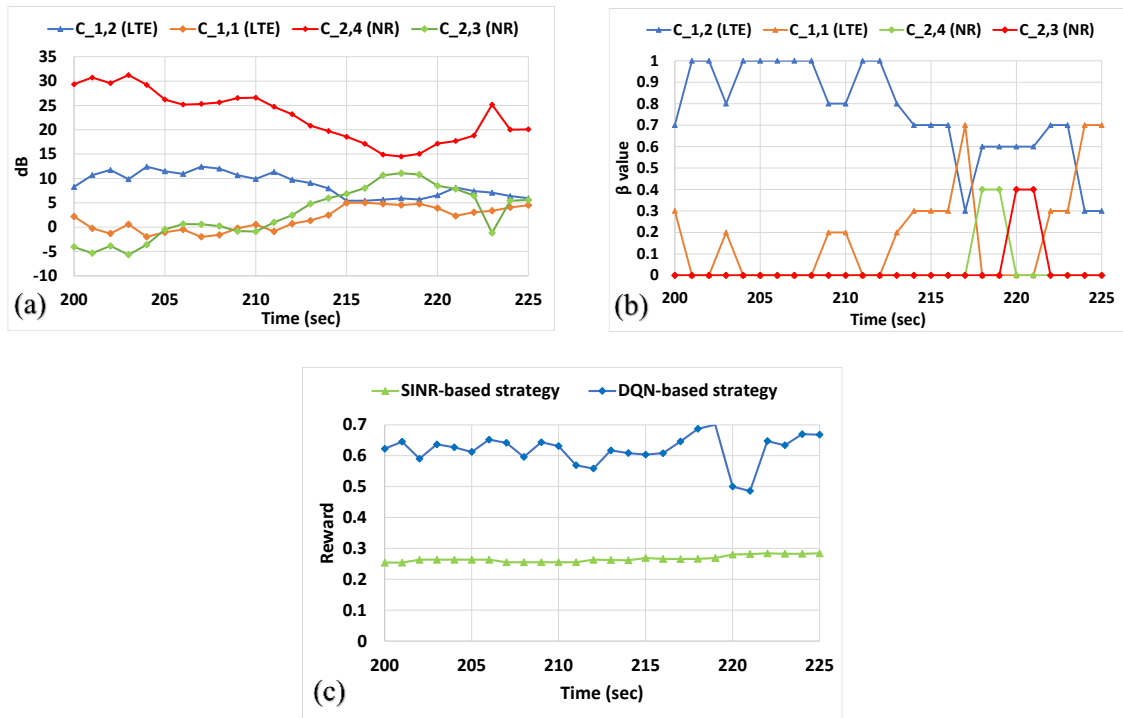 C_1,2 (LTE) C_1,1 (LTE) C_2,4 (NR) C_2,3 (NR)
35
30
25
20
15
10
5
0
-5
-10
dB
200 205 210 215 220 225
Time (sec)
(a)
C_1,2 (LTE) C_1,1 (LTE) C_2,4 (NR) C_2,3 (NR)
1
0.9
0.8
0.7
0.6
0.5
0.4
0.3
0.2
0.1
0
β value
200 205 210 215 220 225
Time (sec)
(b)
SINR-based strategy DQN-based strategy
0.7
0.6
0.5
0.4
0.3
0.2
0.1
0
Reward
200 205 210 215 220 225
Time (sec)
(c)